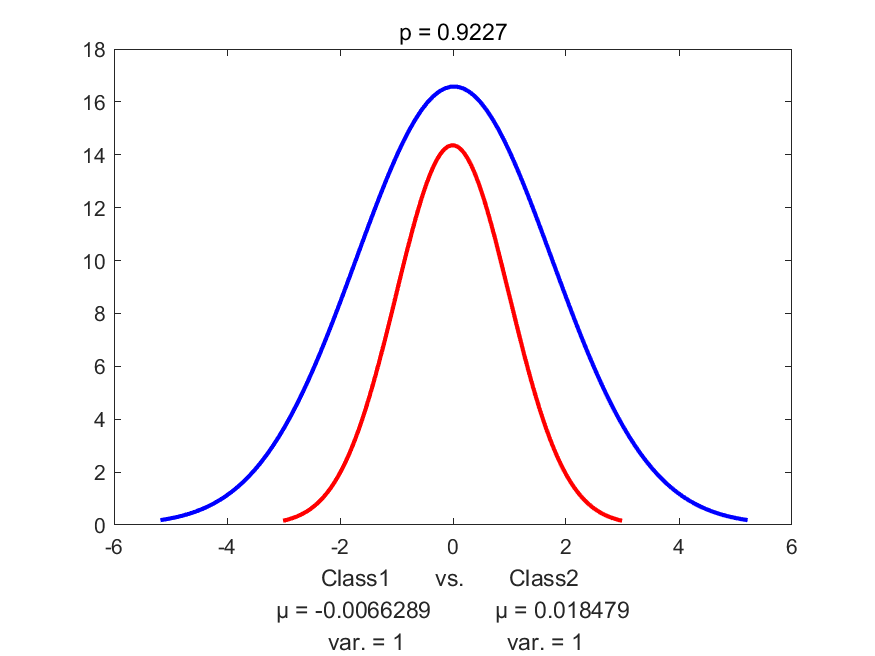 p = 0.9227
18
16
14
12
10
8
6
4
2
0
-6 -4 -2 0 2 4 6
Class1 vs. Class2
μ = -0.0066289 μ = 0.018479
var. = 1 var. = 1